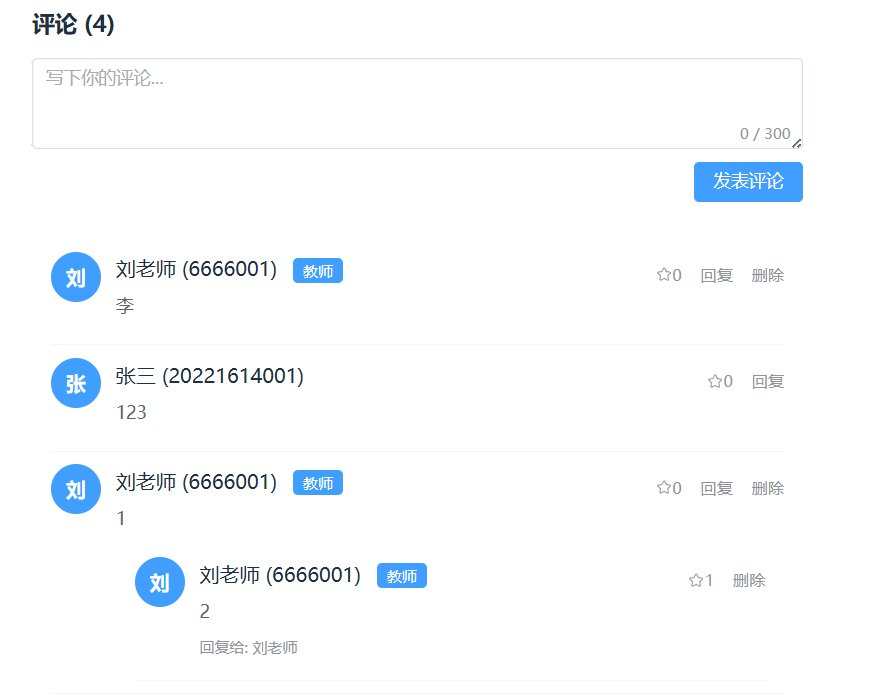 评论 (4)
写下你的评论...
0 / 300
发表评论
刘 刘老师 (6666001) 教师 0 回复 删除
李
张 张三 (20221614001) 0 回复
123
刘 刘老师 (6666001) 教师 0 回复 删除
1
刘 刘老师 (6666001) 教师 1 删除
2
回复给: 刘老师